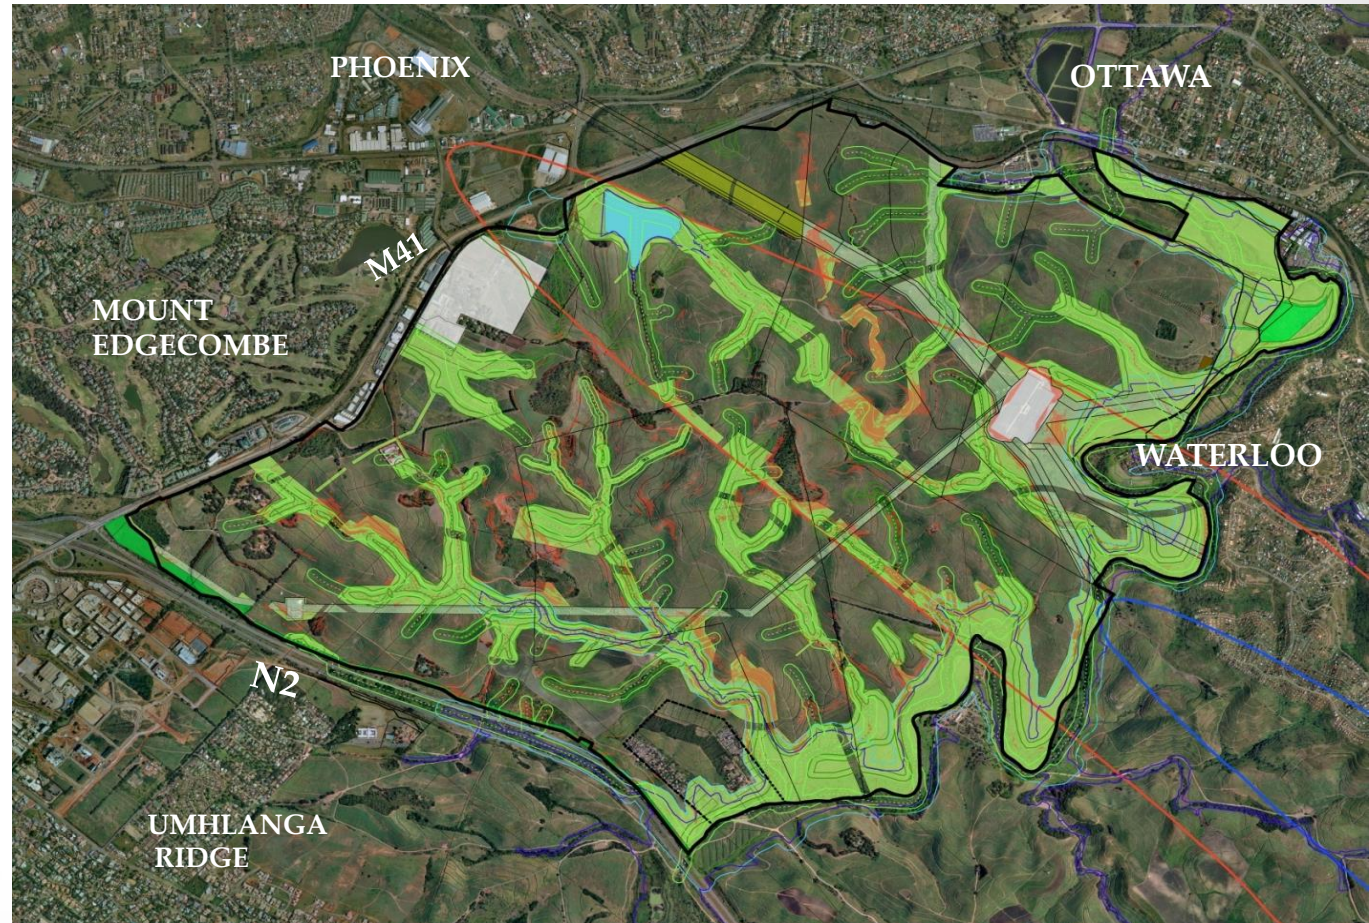 PHOENIX
OTTAWA
M41
MOUNT
EDGECOMBE
WATERLOO
N2
UMHLANGA
RIDGE